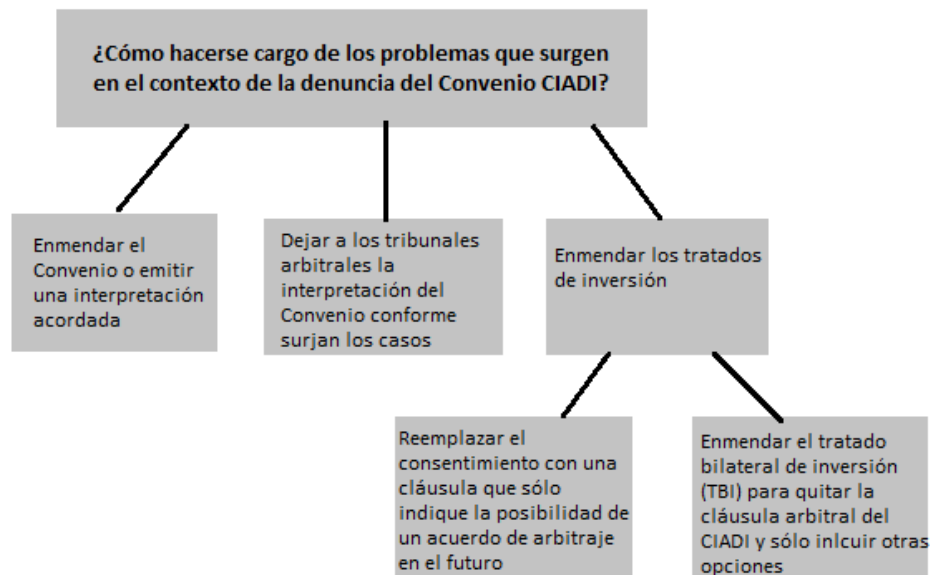 ¿Cómo hacerse cargo de los problemas que surgen
en el contexto de la denuncia del Convenio CIADI?
Enmendar el
Convenio o emitir
una interpretación
acordada
Dejar a los tribunales
arbitrales la
interpretación del
Convenio conforme
surjan los casos
Enmendar los tratados
de inversión
Reemplazar el
consentimiento con una
cláusula que sólo
indique la posibilidad de
un acuerdo de arbitraje
en el futuro
Enmendar el tratado
bilateral de inversión
(TBI) para quitar la
cláusula arbitral del
CIADI y sólo inlcuir otras
opciones